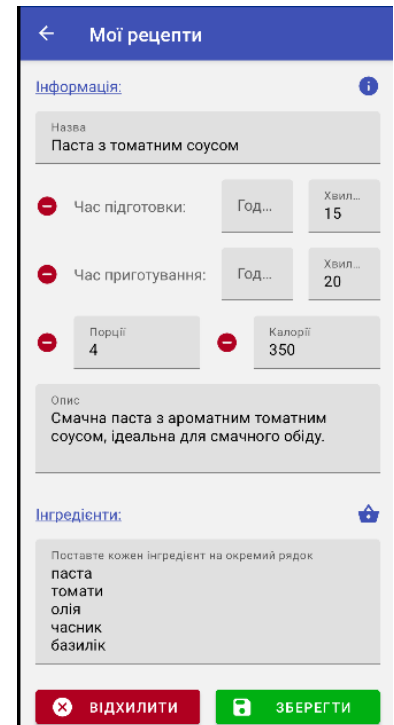 Мої рецепти
Інформація:
Назва
Паста з томатним соусом
Час підготовки:
Год...
Хвил...
15
Час приготування:
Год...
Хвил...
20
Порції
4
Калорії
350
Опис
Смачна паста з ароматним томатним
соусом, ідеальна для смачного обіду.
Інгредієнти:
Поставте кожен інгредієнт на окремий рядок
паста
томати
олія
часник
базилік
ВІДХИЛИТИ
ЗБЕРЕГТИ